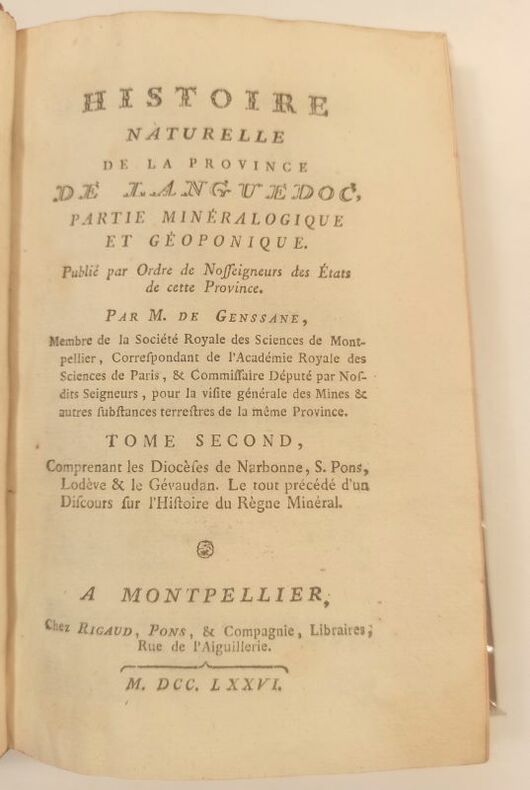 HISTOIRE
NATURELLE
DE LA PROVINCE
DE LANGUEDOC,
PARTIE MINÉRALOGIQUE
ET GÉOPONIQUE.
Publié par Ordre de Noſſeigneurs des États
de cette Province.
PAR M. DE GENSSANE,
Membre de la Société Royale des Sciences de Mont-
pellier, Correſpondant de l'Académie Royale des
Sciences de Paris, & Commiſſaire Député par Noſ-
dits Seigneurs, pour la viſite générale des Mines &
autres ſubſtances terreſtres de la même Province.
TOME SECOND,
Comprenant les Diocèſes de Narbonne, S. Pons,
Lodève & le Gévaudan. Le tout précédé d'un
Diſcours ſur l'Hiſtoire du Règne Minéral.
A MONTPELLIER,
Chez RIGAUD, PONS, & Compagnie, Libraires;
Rue de l'Aiguillerie.
M. DCC. LXXVI.